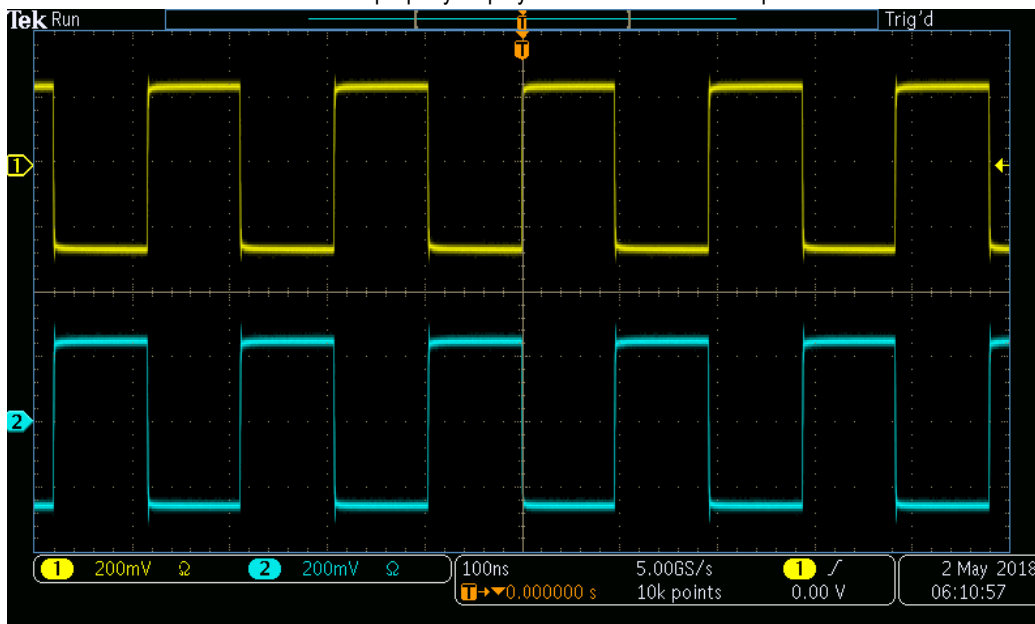 Tek Run Trig'd
T
T
1
2
1 200mV Ω 2 200mV Ω 100ns 5.00GS/s 1 2 May 2018
T→▼0.000000 s 10k points 0.00 V 06:10:57